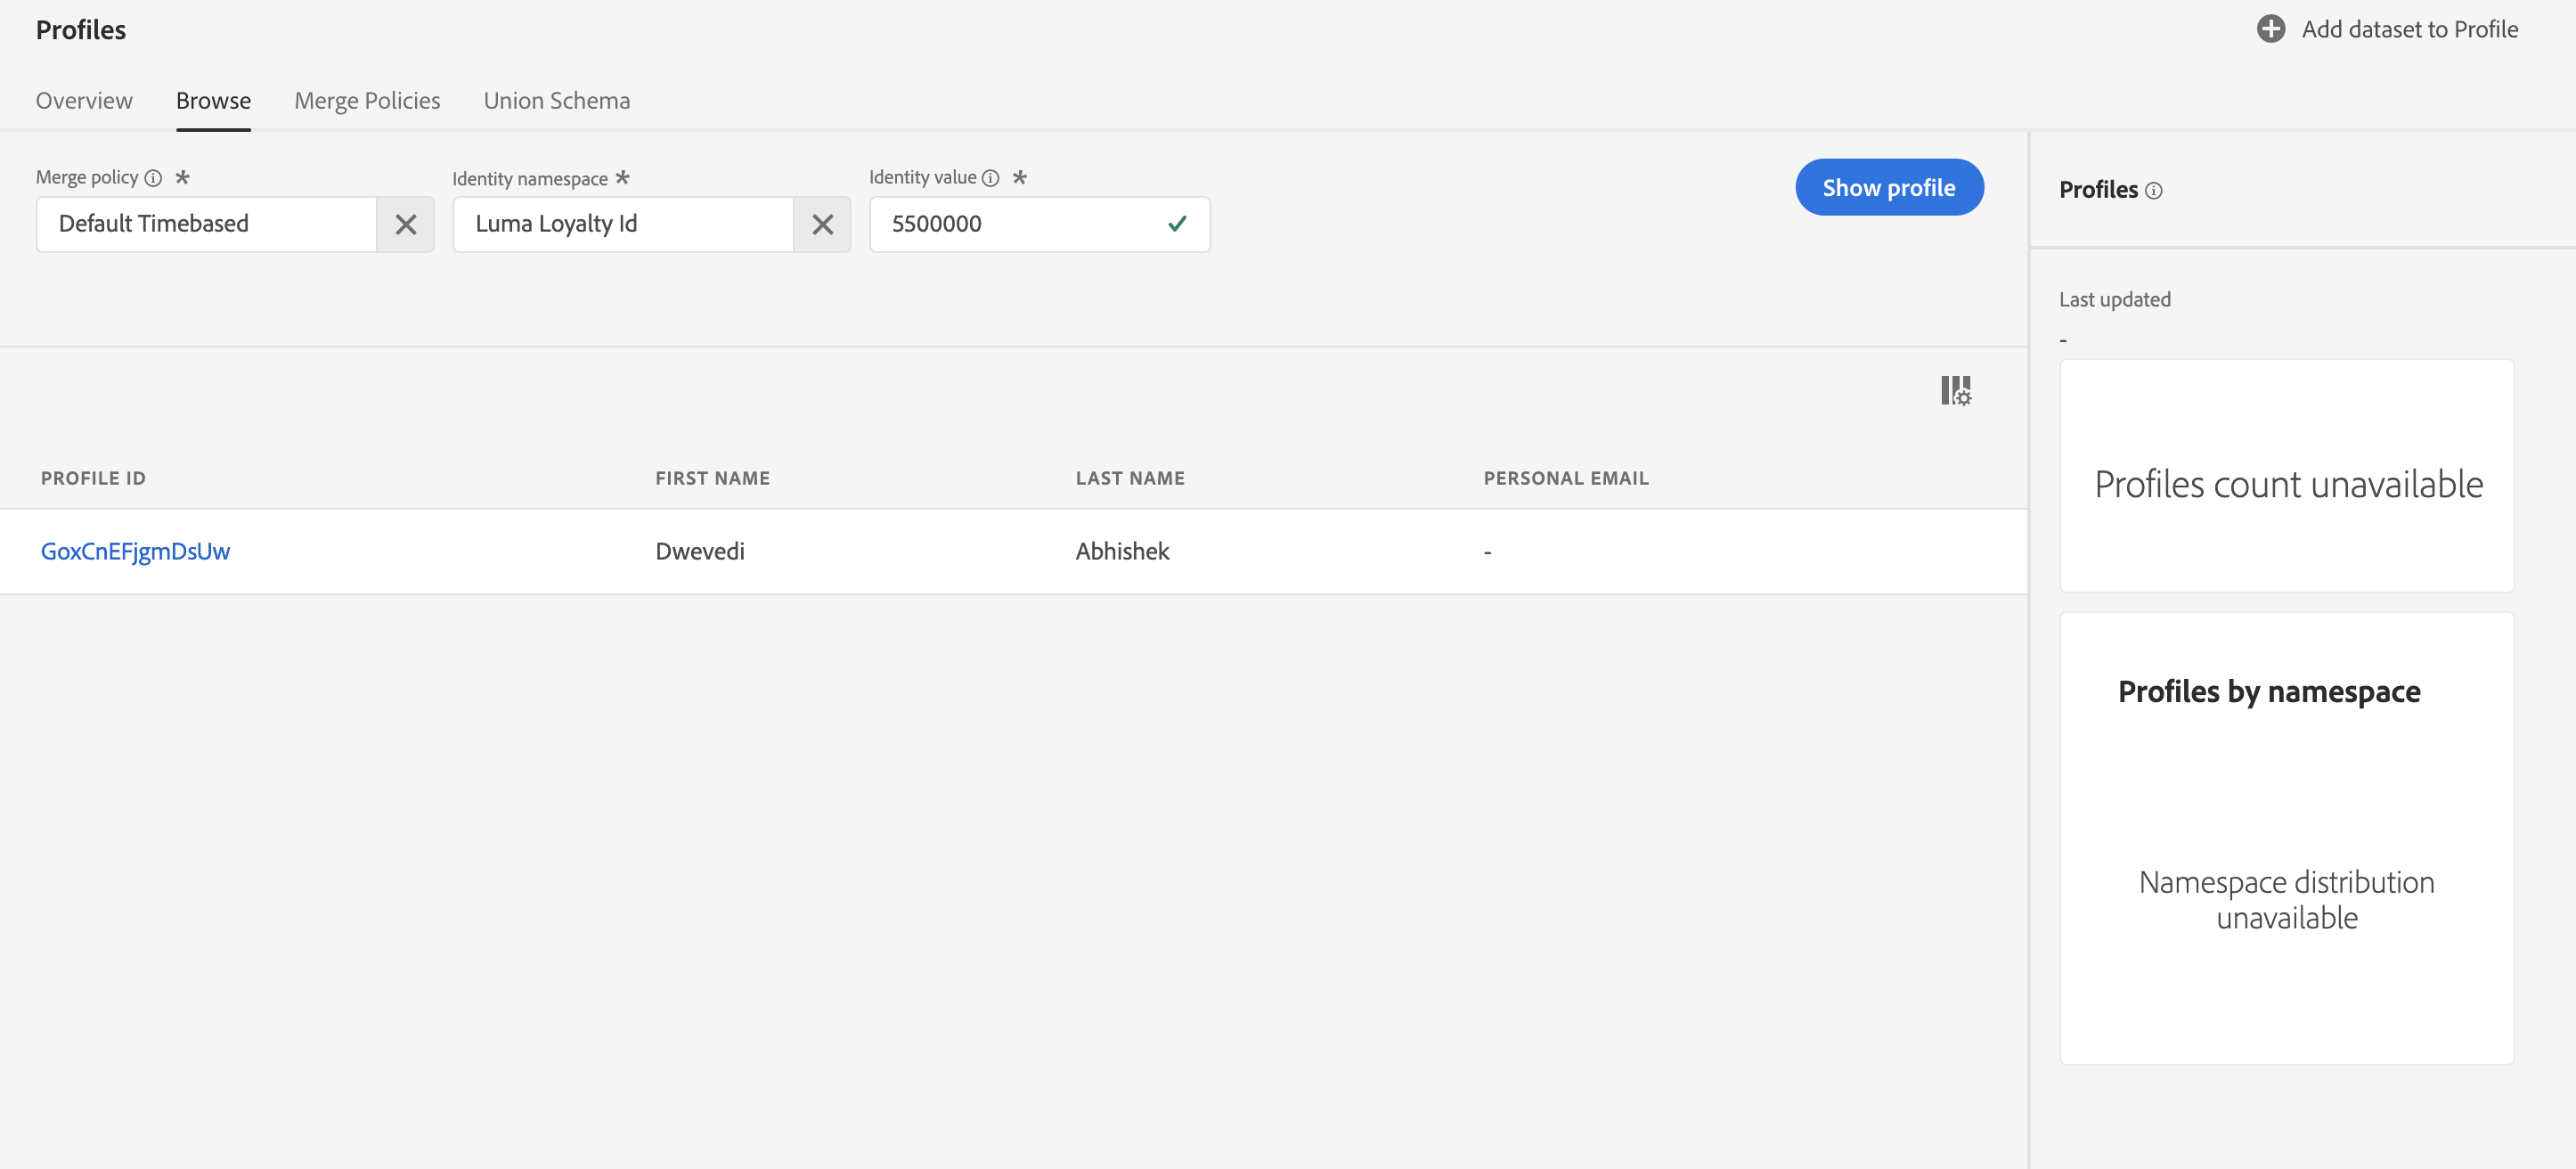 Profiles
Add dataset to Profile
Overview Browse Merge Policies Union Schema
Merge policy * Identity namespace * Identity value *
Default Timebased Luma Loyalty Id 5500000
Show profile
PROFILE ID FIRST NAME LAST NAME PERSONAL EMAIL
GoxCnEFjgmDsUw Dwevedi Abhishek -
Profiles
Last updated
-
Profiles count unavailable
Profiles by namespace
Namespace distribution
unavailable